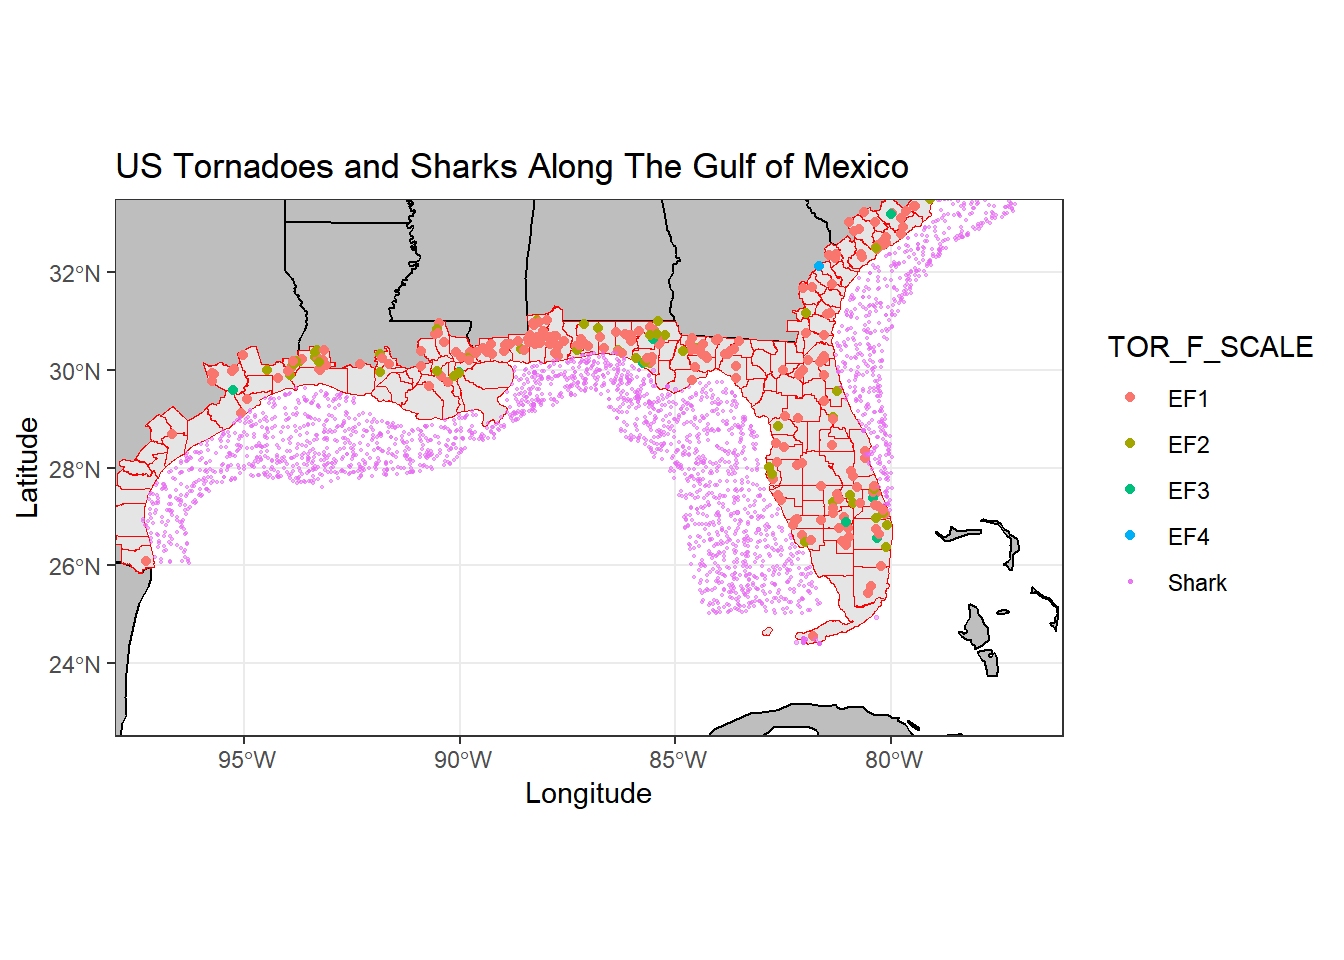 US Tornadoes and Sharks Along The Gulf of Mexico
32°N
30°N
28°N
26°N
24°N
Latitude
95°W
90°W
85°W
80°W
Longitude
TOR_F_SCALE
EF1
EF2
EF3
EF4
Shark